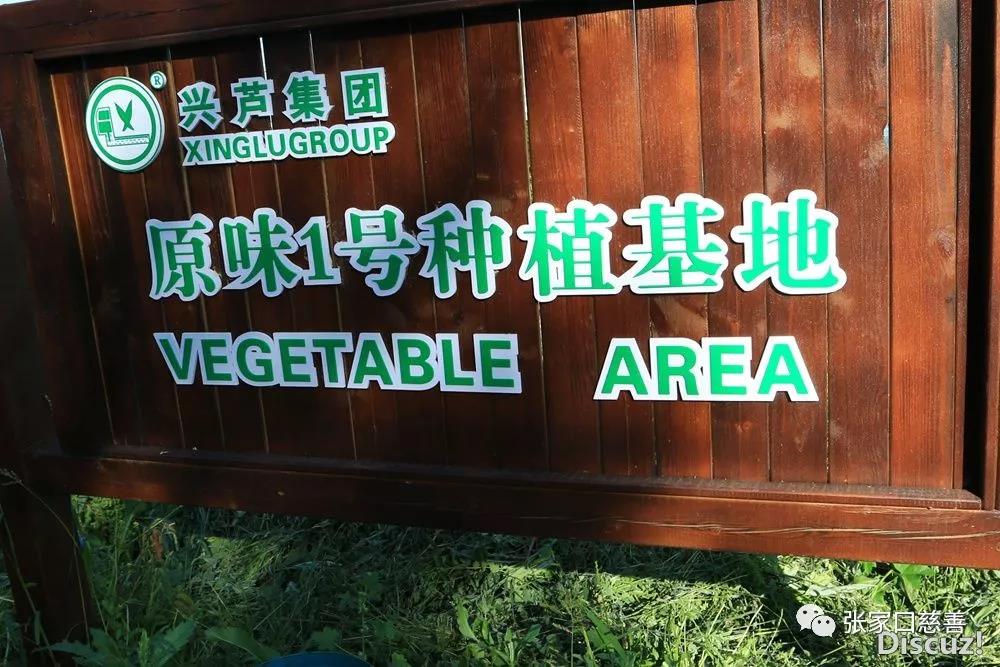 兴芦集团
®
XINGLUGROUP
原味1号种植基地
VEGETABLE AREA
张家口慈善
Discuz!